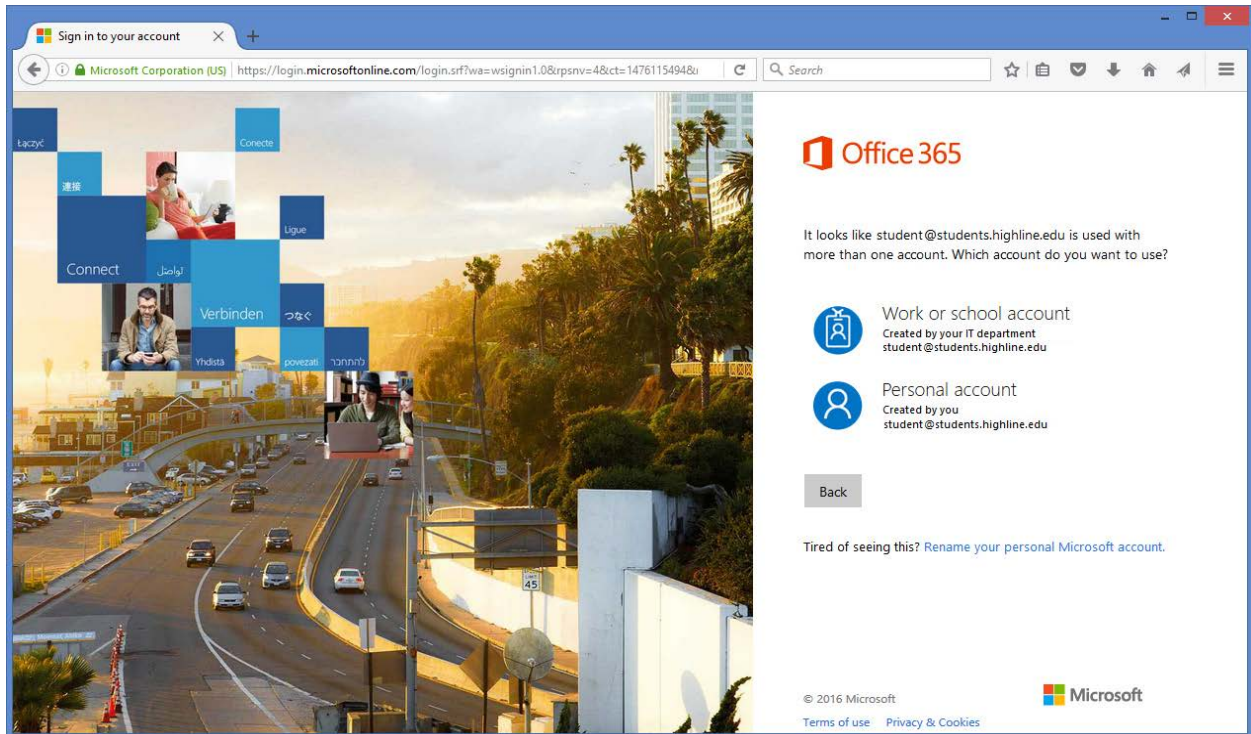 Sign in to your account
Microsoft Corporation (US)
https://login.microsoftonline.com/login.srf?wa=wsignin1.0&rpsnv=4&ct=1476115494&
Search
Łączyć
Conecte
連接
Ligue
Connect
تواصل
Verbinden
つなぐ
Yhdistä
povezati
להתחבר
EXIT
LIMIT
45
Office 365
It looks like student@students.highline.edu is used with
more than one account. Which account do you want to use?
Work or school account
Created by your IT department
student@students.highline.edu
Personal account
Created by you
student@students.highline.edu
Back
Tired of seeing this? Rename your personal Microsoft account.
© 2016 Microsoft
Microsoft
Terms of use Privacy & Cookies